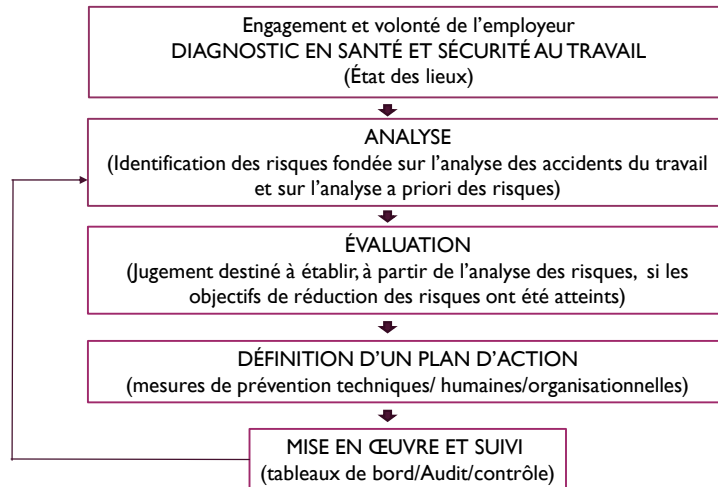 Engagement et volonté de l’employeur
DIAGNOSTIC EN SANTÉ ET SÉCURITÉ AU TRAVAIL
(État des lieux)
ANALYSE
(Identification des risques fondée sur l’analyse des accidents du travail
et sur l’analyse a priori des risques)
ÉVALUATION
(Jugement destiné à établir, à partir de l’analyse des risques, si les
objectifs de réduction des risques ont été atteints)
DÉFINITION D’UN PLAN D’ACTION
(mesures de prévention techniques/ humaines/organisationnelles)
MISE EN ŒUVRE ET SUIVI
(tableaux de bord/Audit/contrôle)